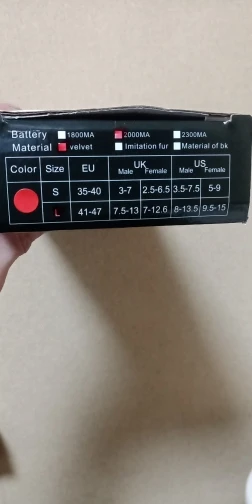 Battery 1800MA 2000MA 2300MA
Material velvet Imitation fur Material of bk
Color Size EU UK US
Male Female Male Female
S 35-40 3-7 2.5-6.5 3.5-7.5 5-9
L 41-47 7.5-13 7-12.6 8-13.5 9.5-15